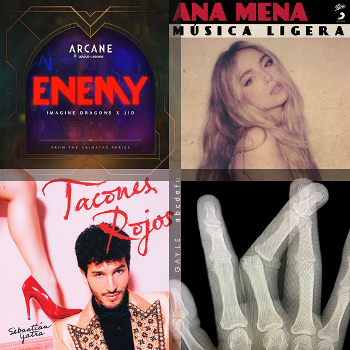 ARCANE
LEAGUE OF LEGENDS
ENEMY
IMAGINE DRAGONS X JID
FROM THE ANIMATED SERIES
ANA MENA
MÚSICA LIGERA
Tacones
Rojos
Sebastián
Yatra
GAYLE abcdefu